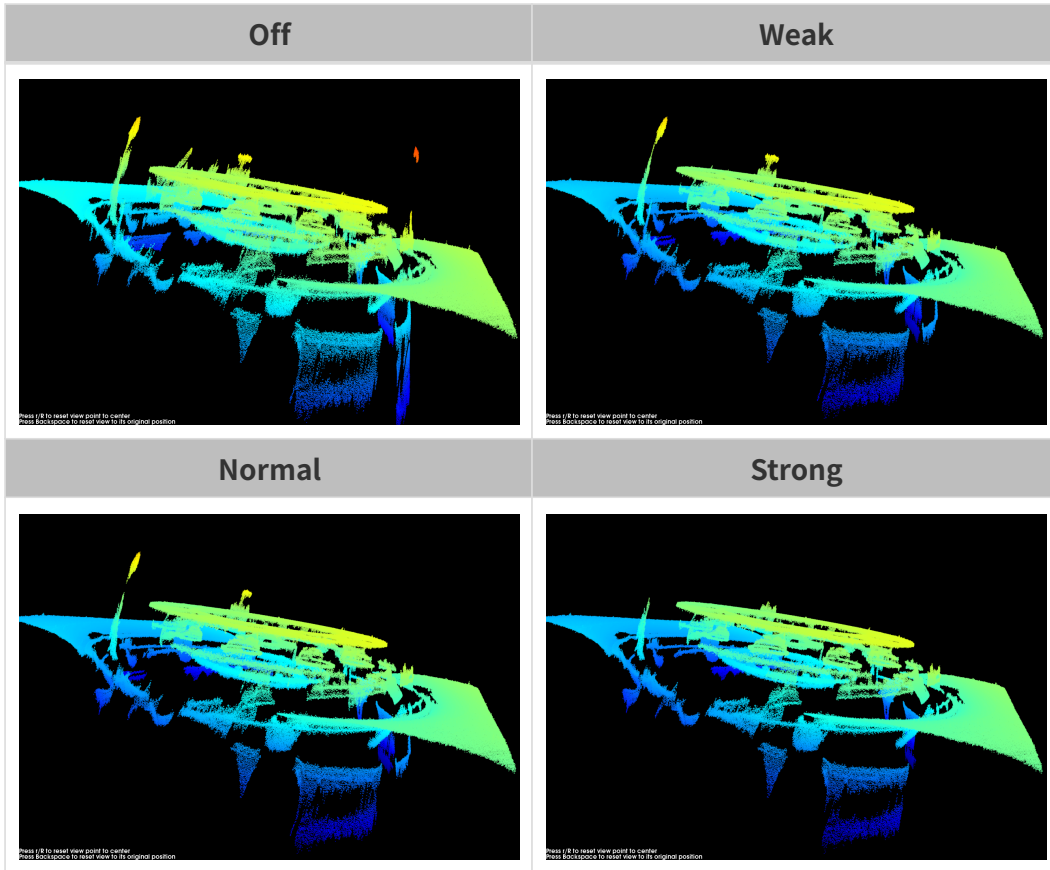 Off
Weak
Press r/R to reset view point to center
Press Backspace to reset view to its original position
Press r/R to reset view point to center
Press Backspace to reset view to its original position
Normal
Strong
Press r/R to reset view point to center
Press Backspace to reset view to its original position
Press r/R to reset view point to center
Press Backspace to reset view to its original position